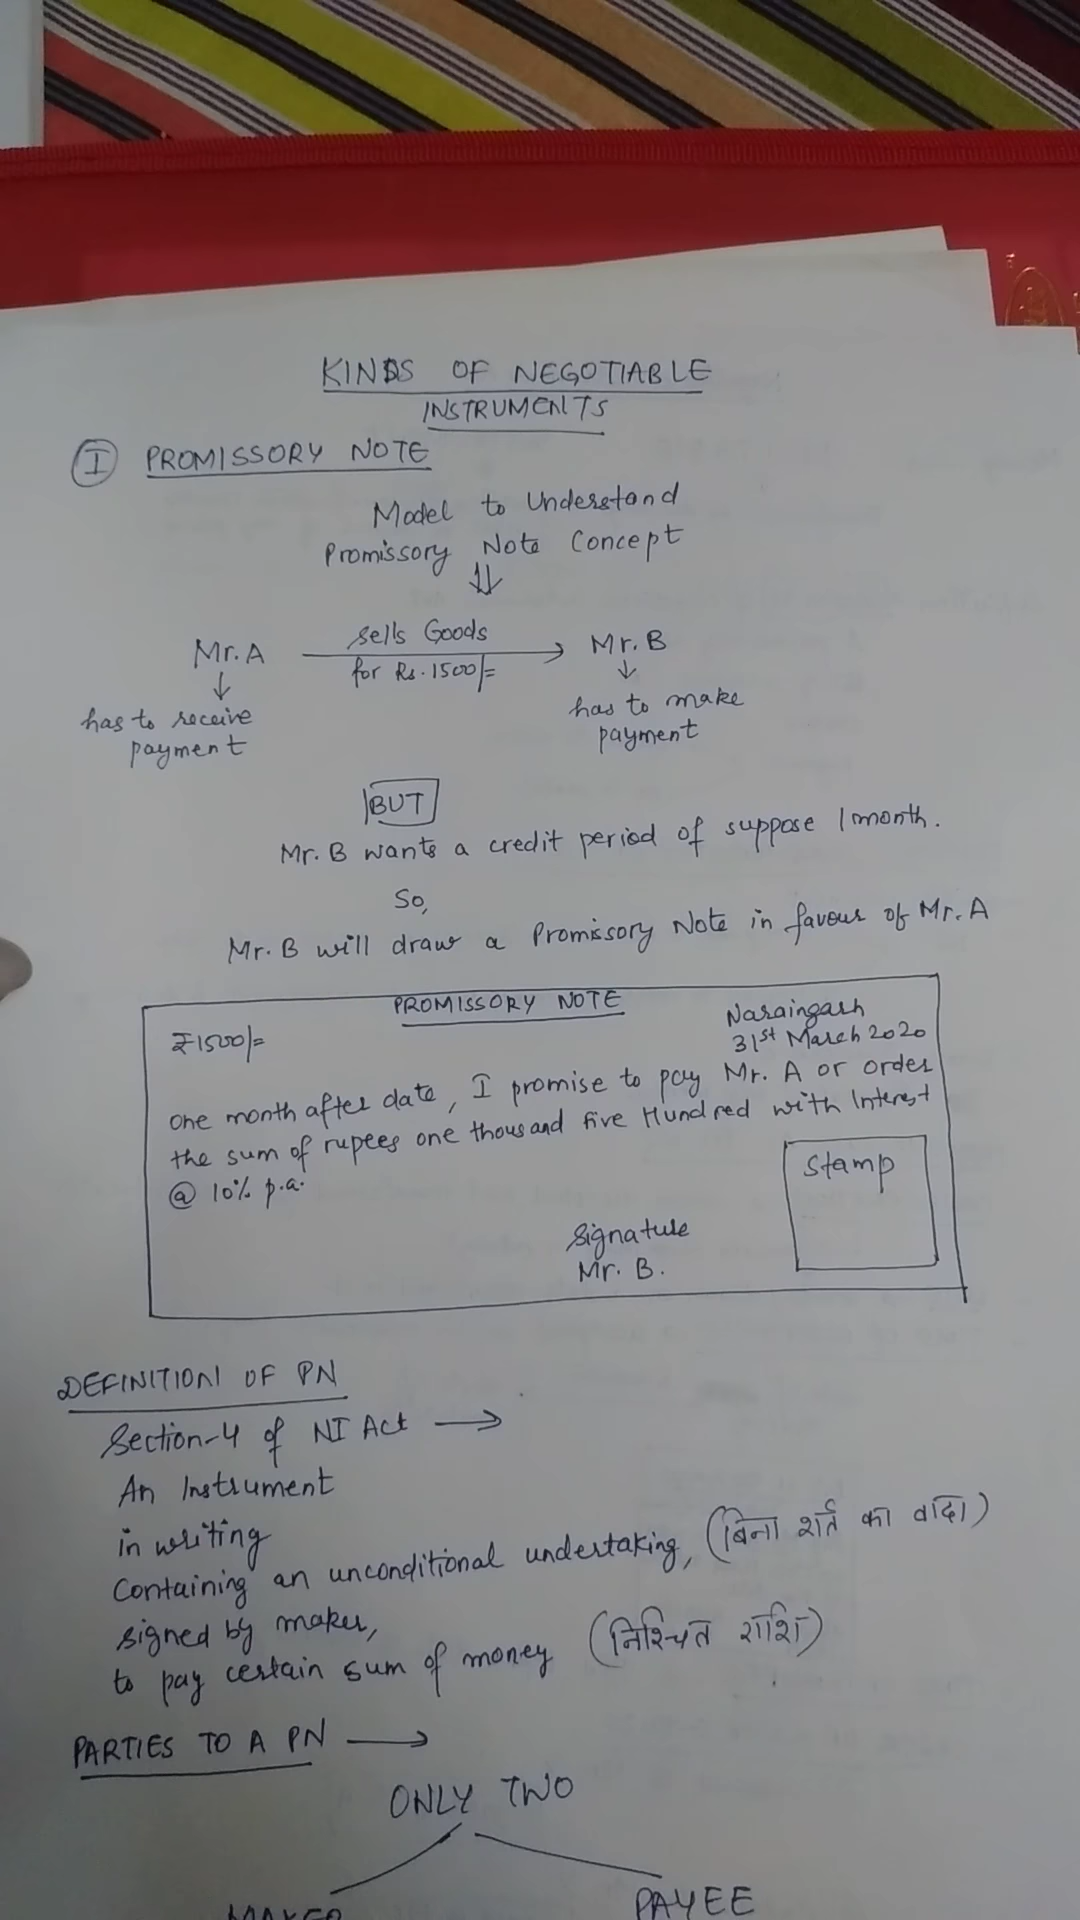 KINDS OF NEGOTIABLE
INSTRUMENTS
I PROMISSORY NOTE
Model to Understand
Promissory Note Concept
Mr. A sells Goods Mr. B
for Rs. 1500/=
has to receive
payment
has to make
payment
BUT
Mr. B wants a credit period of suppose 1 month.
So,
Mr. B will draw a Promissory Note in favour of Mr. A
PROMISSORY NOTE
₹1500/=
Naraingarh
31st March 2020
one month after date, I promise to pay Mr. A or order
the sum of rupees one thousand five Hundred with Interest
@ 10% p.a.
Stamp
Signature
Mr. B.
DEFINITION OF PN
Section-4 of NI Act →
An Instrument
in writing
Containing an unconditional undertaking, (बिना शर्त का वादा)
signed by maker,
to pay certain sum of money (निश्चित राशि)
PARTIES TO A PN →
ONLY TWO
MAKER PAYEE